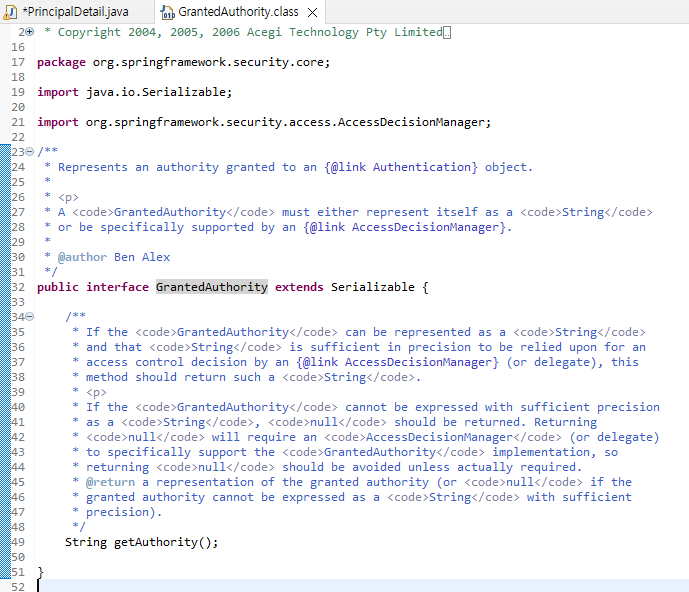 *PrincipalDetail.java GrantedAuthority.class
2 * Copyright 2004, 2005, 2006 Acegi Technology Pty Limited
16
17 package org.springframework.security.core;
18
19 import java.io.Serializable;
20
21 import org.springframework.security.access.AccessDecisionManager;
22
23 /**
24 * Represents an authority granted to an {@link Authentication} object.
25 *
26 * <p>
27 * A <code>GrantedAuthority</code> must either represent itself as a <code>String</code>
28 * or be specifically supported by an {@link AccessDecisionManager}.
29 *
30 * @author Ben Alex
31 */
32 public interface GrantedAuthority extends Serializable {
33
34 /**
35 * If the <code>GrantedAuthority</code> can be represented as a <code>String</code>
36 * and that <code>String</code> is sufficient in precision to be relied upon for an
37 * access control decision by an {@link AccessDecisionManager} (or delegate), this
38 * method should return such a <code>String</code>.
39 * <p>
40 * If the <code>GrantedAuthority</code> cannot be expressed with sufficient precision
41 * as a <code>String</code>, <code>null</code> should be returned. Returning
42 * <code>null</code> will require an <code>AccessDecisionManager</code> (or delegate)
43 * to specifically support the <code>GrantedAuthority</code> implementation, so
44 * returning <code>null</code> should be avoided unless actually required.
45 * @return a representation of the granted authority (or <code>null</code> if the
46 * granted authority cannot be expressed as a <code>String</code> with sufficient
47 * precision).
48 */
49 String getAuthority();
50
51 }
52